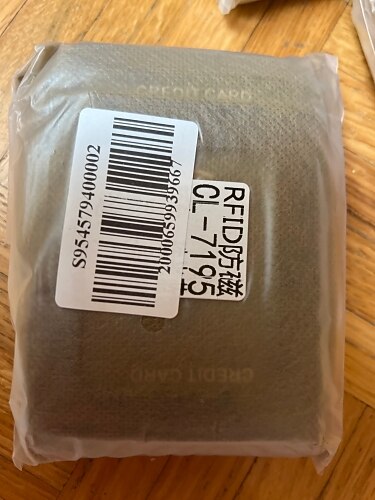 CREDIT CARD
S954579400002
2000659939667
RFID防磁
CL-7195
CREDIT CARD